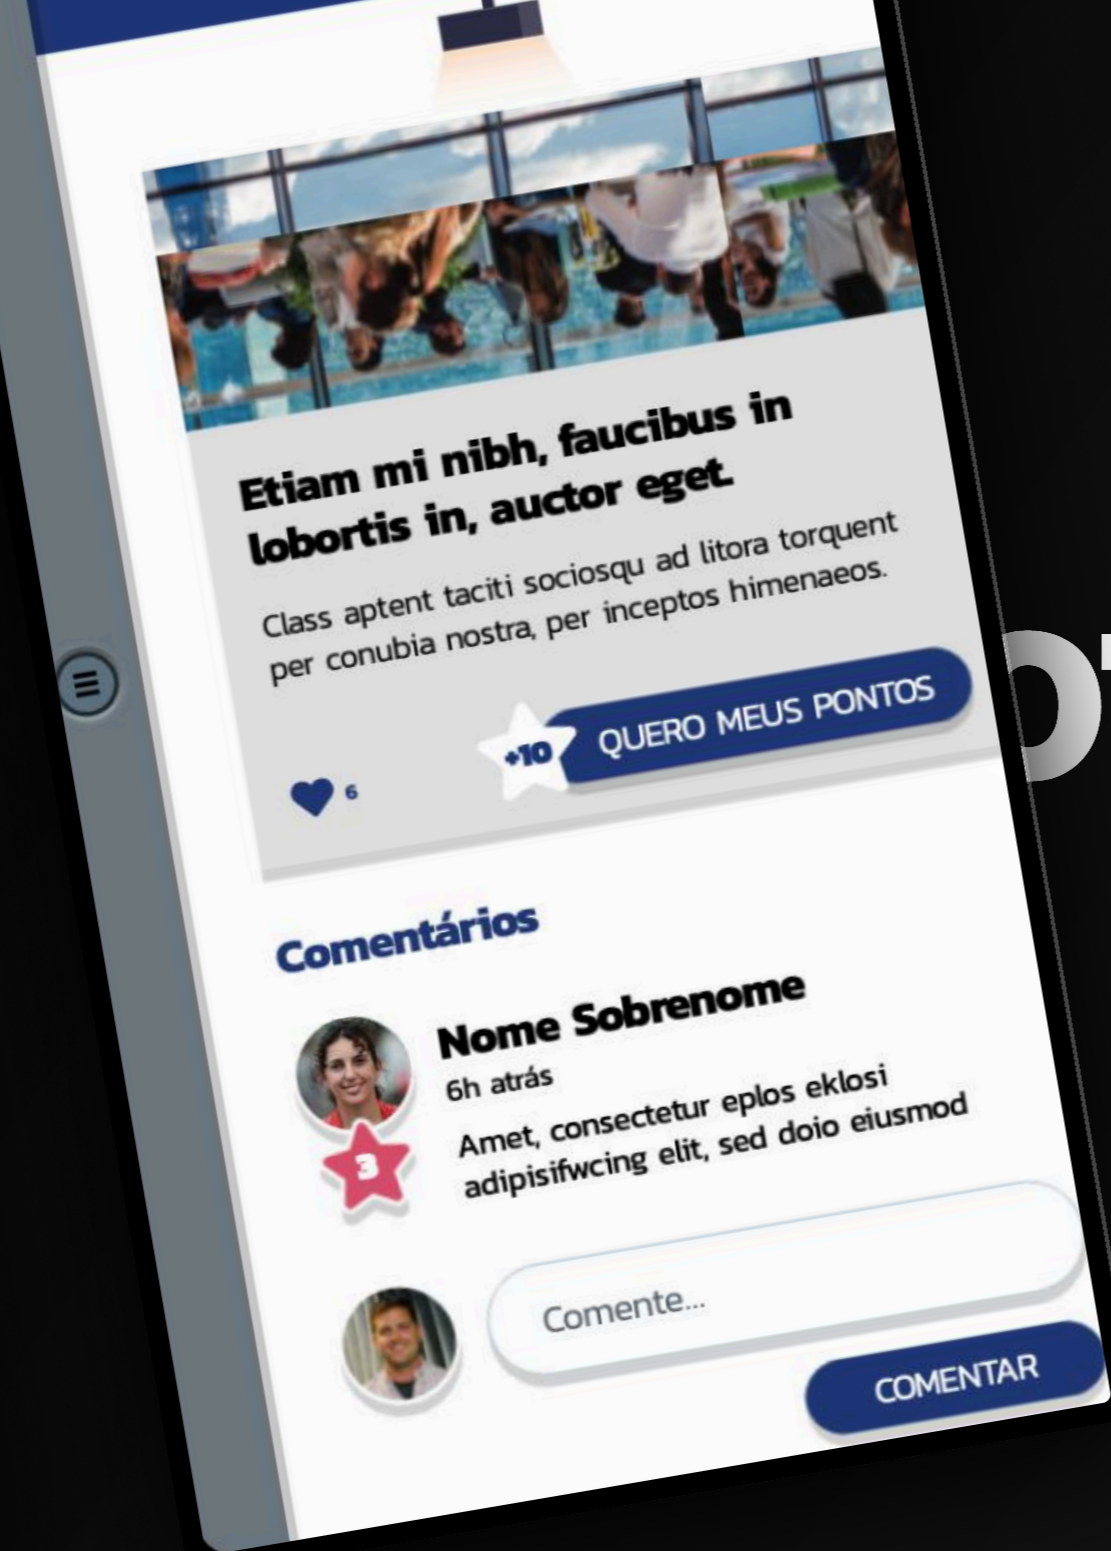 Etiam mi nibh, faucibus in
lobortis in, auctor eget.
Class aptent taciti sociosqu ad litora torquent
per conubia nostra, per inceptos himenaeos.
+10 QUERO MEUS PONTOS
6
Comentários
Nome Sobrenome
6h atrás
3
Amet, consectetur eplos eklosi
adipisifwcing elit, sed doio eiusmod
Comente...
COMENTAR